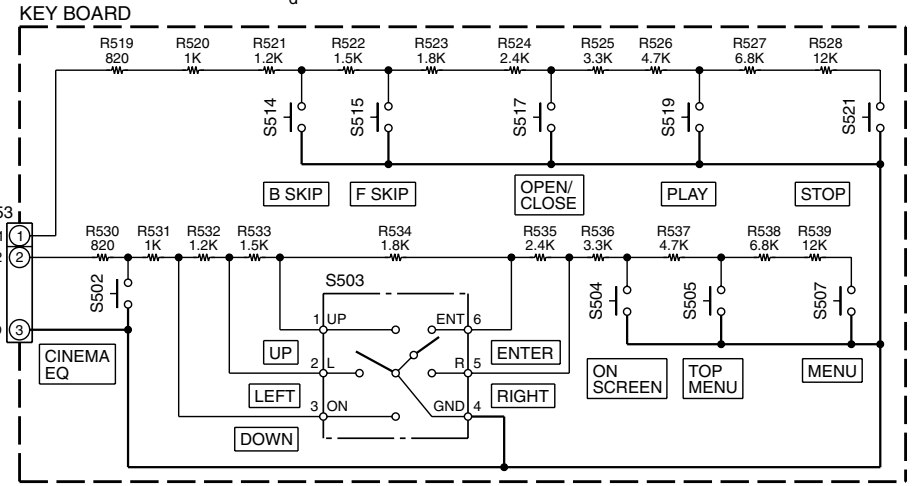 d
KEY BOARD
R519 R520 R521 R522 R523 R524 R525 R526 R527 R528
820 1K 1.2K 1.5K 1.8K 2.4K 3.3K 4.7K 6.8K 12K
S514 S515 S517 S519 S521
B SKIP F SKIP OPEN/ CLOSE PLAY STOP
53
1 1
R530 R531 R532 R533 R534 R535 R536 R537 R538 R539
820 1K 1.2K 1.5K 1.8K 2.4K 3.3K 4.7K 6.8K 12K
2 2
S502 S503 S504 S505 S507
1 UP ENT 6
3
UP ENTER
CINEMA EQ
2 L R 5
LEFT RIGHT
ON SCREEN TOP MENU MENU
3 ON GND 4
DOWN